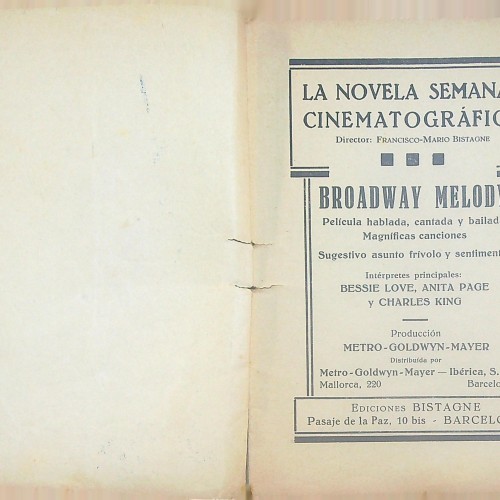 LA NOVELA SEMANA
CINEMATOGRÁFIC
Director: FRANCISCO-MARIO BISTAGNE
BROADWAY MELODY
Película hablada, cantada y bailad
Magníficas canciones
Sugestivo asunto frívolo y sentiment
Intérpretes principales:
BESSIE LOVE, ANITA PAGE
y CHARLES KING
Producción
METRO-GOLDWYN-MAYER
Distribuída por
Metro-Goldwyn-Mayer — Ibérica, S.
Mallorca, 220 Barcelo
EDICIONES BISTAGNE
Pasaje de la Paz, 10 bis - BARCELO